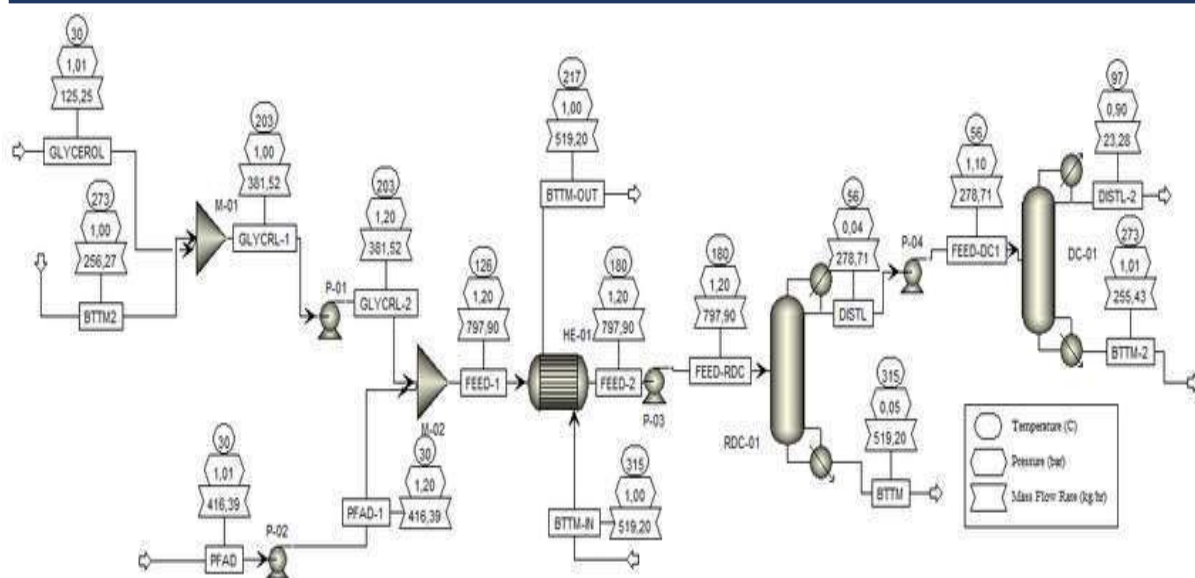 30
1,01
125,25
GLYCEROL
273
1,00
256,27
BTTM2
M-01
203
1,00
381,52
GLYCRL-1
P-01
203
1,20
381,52
GLYCRL-2
30
1,01
416,39
PFAD
P-02
PFAD-1
30
1,20
416,39
M-02
126
1,20
797,90
FEED-1
217
1,00
519,20
BTTM-OUT
HE-01
315
1,00
519,20
BTTM-IN
180
1,20
797,90
FEED-2
P-03
180
1,20
797,90
FEED-RDC
RDC-01
56
0,04
278,71
DISTL
315
0,05
519,20
BTTM
P-04
56
1,10
278,71
FEED-DC1
DC-01
97
0,90
23,28
DISTL-2
273
1,01
255,43
BTTM-2
Temperature (C)
Pressure (bar)
Mass Flow Rate (kg/hr)